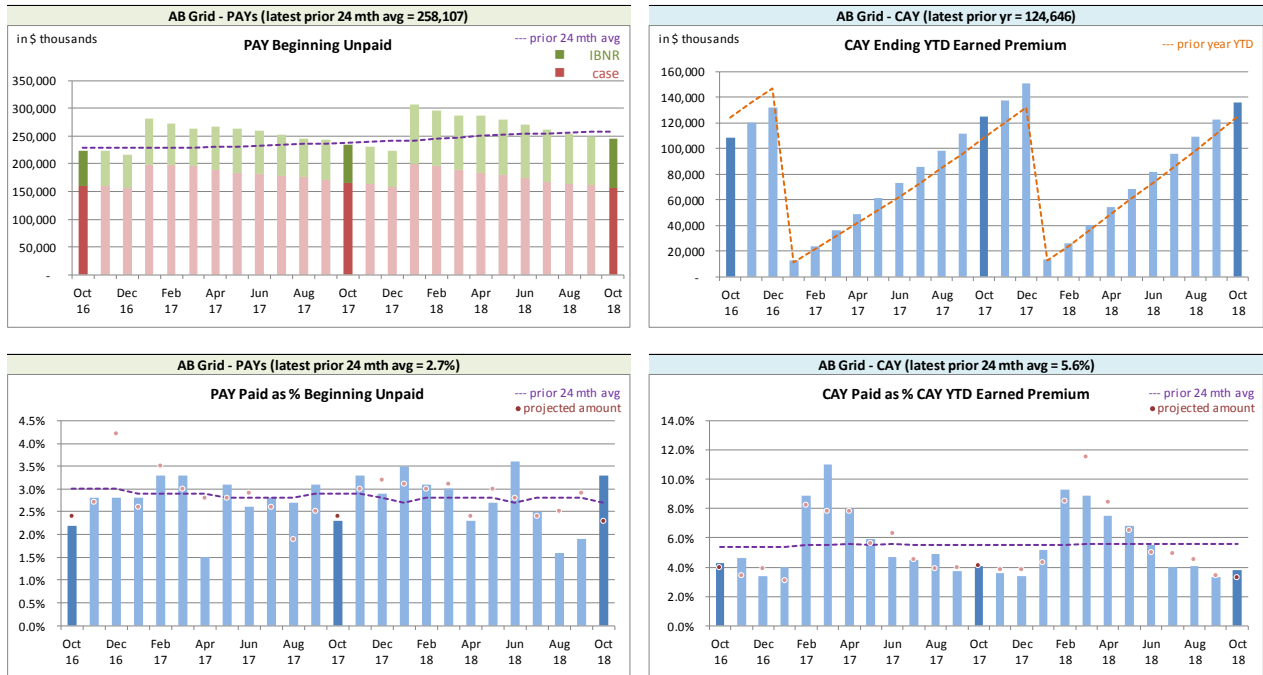 AB Grid - PAYs (latest prior 24 mth avg = 258,107)
in $ thousands
PAY Beginning Unpaid
--- prior 24 mth avg
IBNR
case
350,000
300,000
250,000
200,000
150,000
100,000
50,000
-
Oct Dec Feb Apr Jun Aug Oct Dec Feb Apr Jun Aug Oct
16 16 17 17 17 17 17 17 18 18 18 18 18
AB Grid - CAY (latest prior yr = 124,646)
in $ thousands
CAY Ending YTD Earned Premium
--- prior year YTD
160,000
140,000
120,000
100,000
80,000
60,000
40,000
20,000
-
Oct Dec Feb Apr Jun Aug Oct Dec Feb Apr Jun Aug Oct
16 16 17 17 17 17 17 17 18 18 18 18 18
AB Grid - PAYs (latest prior 24 mth avg = 2.7%)
PAY Paid as % Beginning Unpaid
--- prior 24 mth avg
• projected amount
4.5%
4.0%
3.5%
3.0%
2.5%
2.0%
1.5%
1.0%
0.5%
0.0%
Oct Dec Feb Apr Jun Aug Oct Dec Feb Apr Jun Aug Oct
16 16 17 17 17 17 17 17 18 18 18 18 18
AB Grid - CAY (latest prior 24 mth avg = 5.6%)
CAY Paid as % CAY YTD Earned Premium
--- prior 24 mth avg
• projected amount
14.0%
12.0%
10.0%
8.0%
6.0%
4.0%
2.0%
0.0%
Oct Dec Feb Apr Jun Aug Oct Dec Feb Apr Jun Aug Oct
16 16 17 17 17 17 17 17 18 18 18 18 18